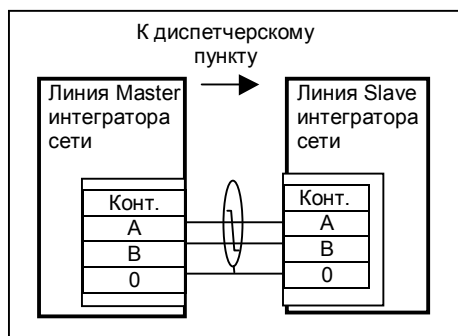 К диспетчерскому
пункту
Линия Master
интегратора
сети
Конт.
A
B
0
Линия Slave
интегратора
сети
Конт.
A
B
0